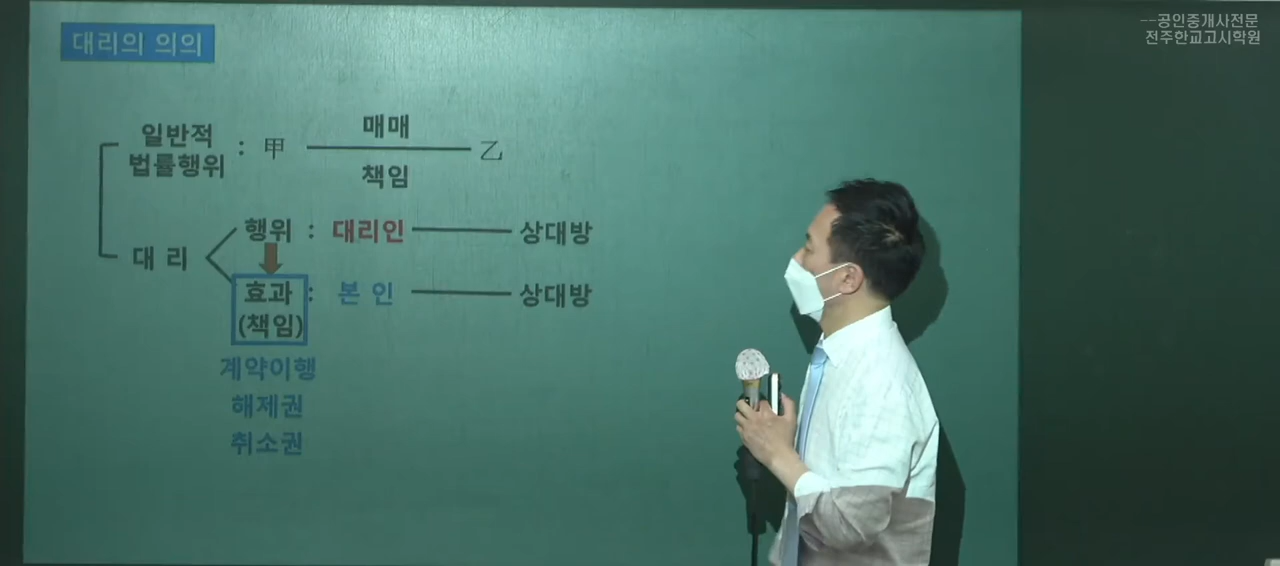 --공인중개사전문
전주한교고시학원
대리의 의의
일반적
법률행위 : 甲 매매 乙
책임
대 리
행위 : 대리인 상대방
효과 : 본 인 상대방
(책임)
계약이행
해제권
취소권